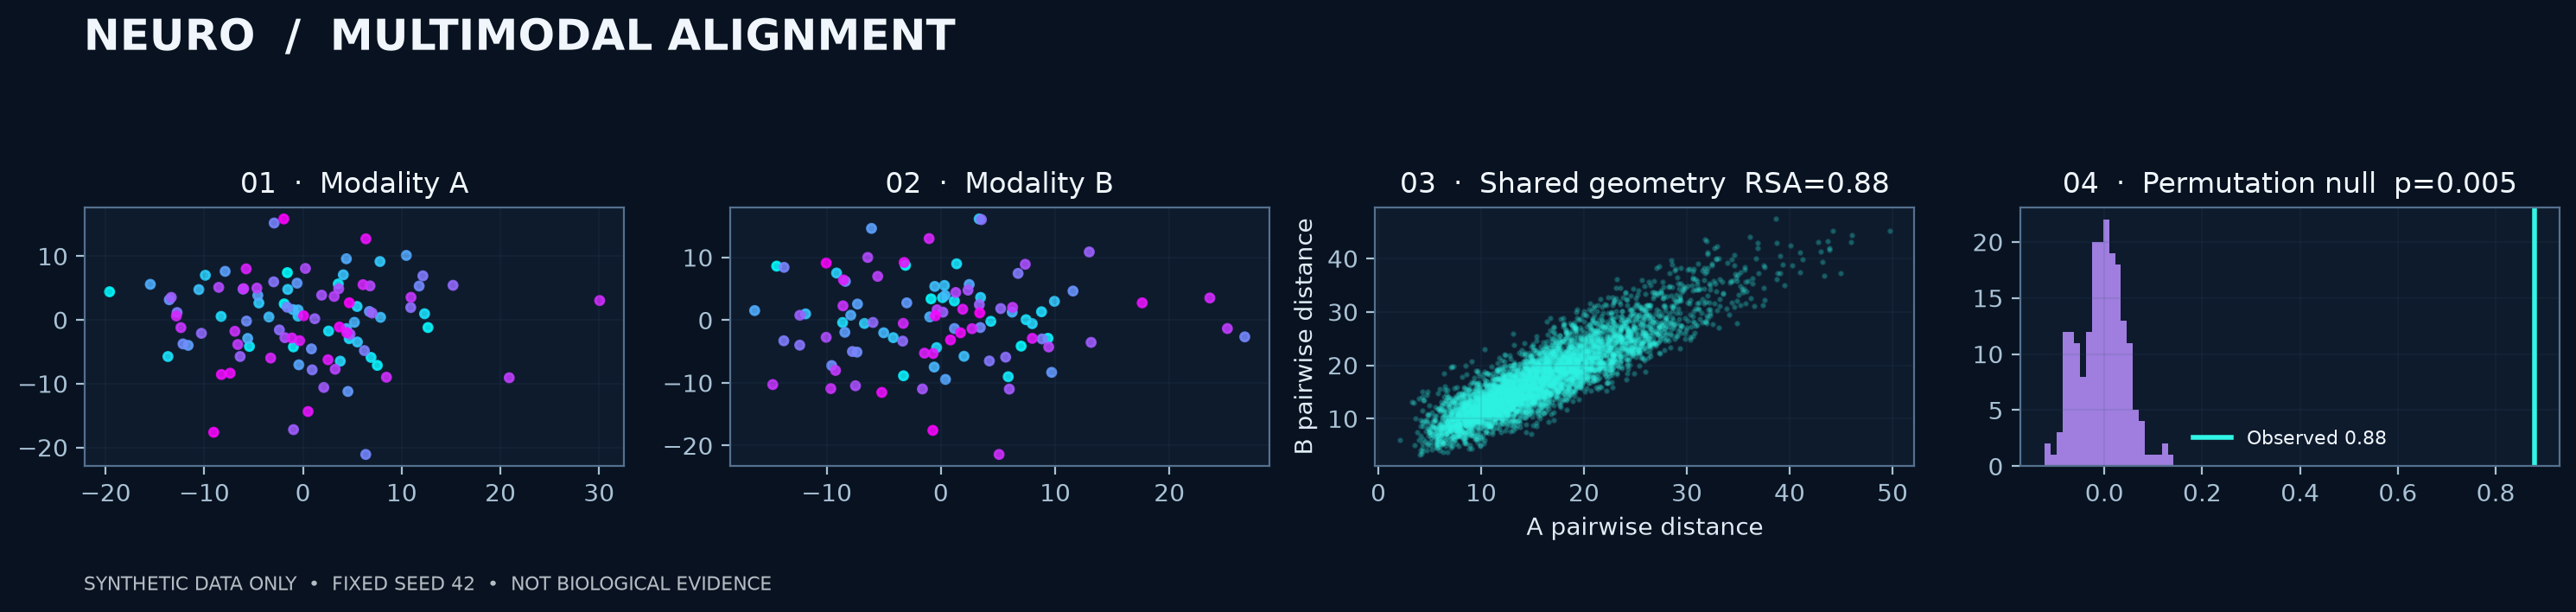 NEURO / MULTIMODAL ALIGNMENT
01 · Modality A
10
0
−10
−20
−20 −10 0 10 20 30
02 · Modality B
10
0
−10
−20
−10 0 10 20
03 · Shared geometry RSA=0.88
B pairwise distance
40
30
20
10
0 10 20 30 40 50
A pairwise distance
04 · Permutation null p=0.005
20
15
10
5
0
Observed 0.88
0.0 0.2 0.4 0.6 0.8
SYNTHETIC DATA ONLY • FIXED SEED 42 • NOT BIOLOGICAL EVIDENCE